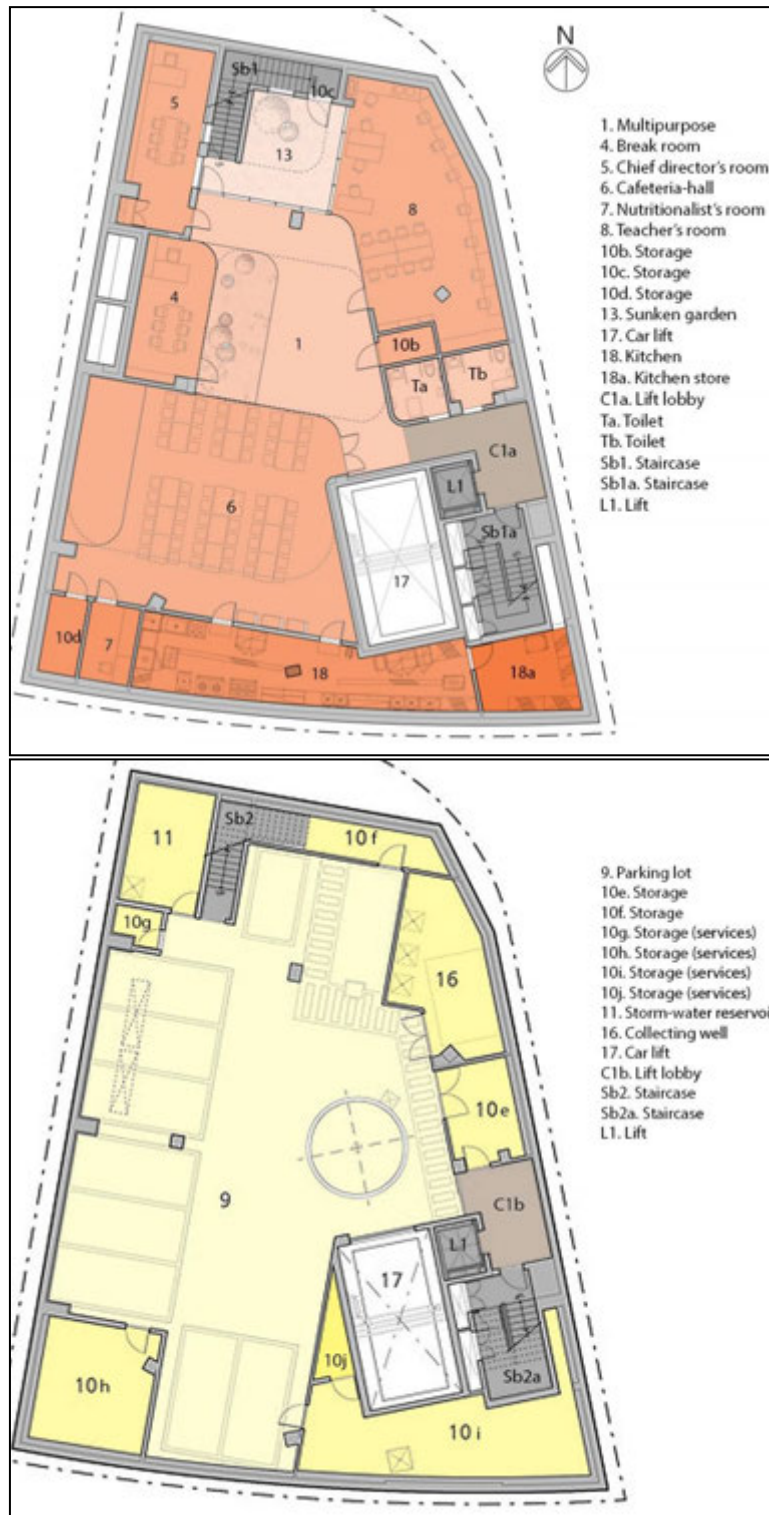 N
Sb1
10c
5
13
8
4
1
10b
Ta
Tb
C1a
6
L1
Sb1a
17
10d
7
18
18a
1. Multipurpose
4. Break room
5. Chief director's room
6. Cafeteria-hall
7. Nutritionalist's room
8. Teacher's room
10b. Storage
10c. Storage
10d. Storage
13. Sunken garden
17. Car lift
18. Kitchen
18a. Kitchen store
C1a. Lift lobby
Ta. Toilet
Tb. Toilet
Sb1. Staircase
Sb1a. Staircase
L1. Lift
Sb2
11
10f
10g
16
10e
9
C1b
L1
17
10j
Sb2a
10h
10i
9. Parking lot
10e. Storage
10f. Storage
10g. Storage (services)
10h. Storage (services)
10i. Storage (services)
10j. Storage (services)
11. Storm-water reservoi
16. Collecting well
17. Car lift
C1b. Lift lobby
Sb2. Staircase
Sb2a. Staircase
L1. Lift